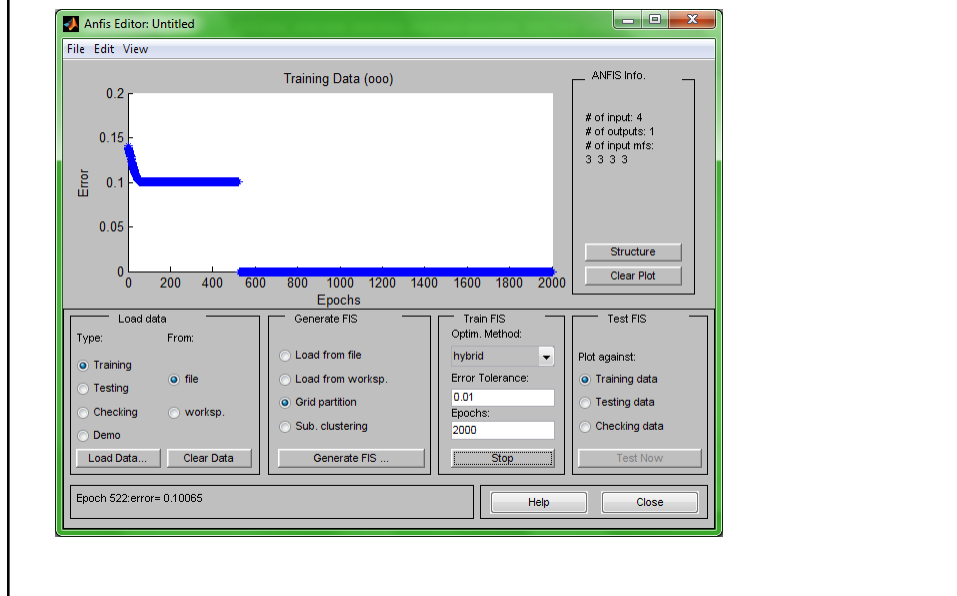 Anfis Editor: Untitled
File Edit View
Training Data (ooo)
0.2
0.15
0.1
0.05
0
Error
0 200 400 600 800 1000 1200 1400 1600 1800 2000
Epochs
ANFIS Info.
# of input: 4
# of outputs: 1
# of input mfs:
3 3 3 3
Structure
Clear Plot
Load data
Type: From:
Training
Testing
Checking
Demo
file
worksp.
Load Data...
Clear Data
Generate FIS
Load from file
Load from worksp.
Grid partition
Sub. clustering
Generate FIS ...
Train FIS
Optim. Method:
hybrid
Error Tolerance:
0.01
Epochs:
2000
Stop
Test FIS
Plot against:
Training data
Testing data
Checking data
Test Now
Epoch 522:error= 0.10065
Help
Close